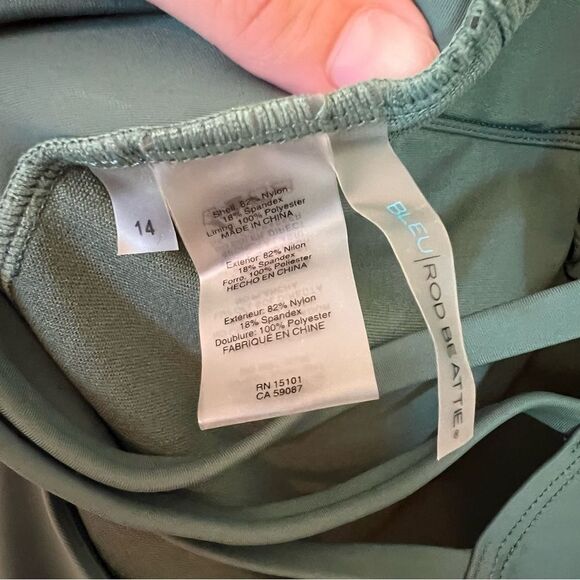 14
Shell: 82% Nylon
18% Spandex
Lining: 100% Polyester
MADE IN CHINA
Exterior: 82% Nilon
18% Spandex
Forro: 100% Poliester
HECHO EN CHINA
Extérieur: 82% Nylon
18% Spandex
Doublure: 100% Polyester
FABRIQUÉ EN CHINE
RN 15101
CA 59087
BLEU | ROD BEATTIE®